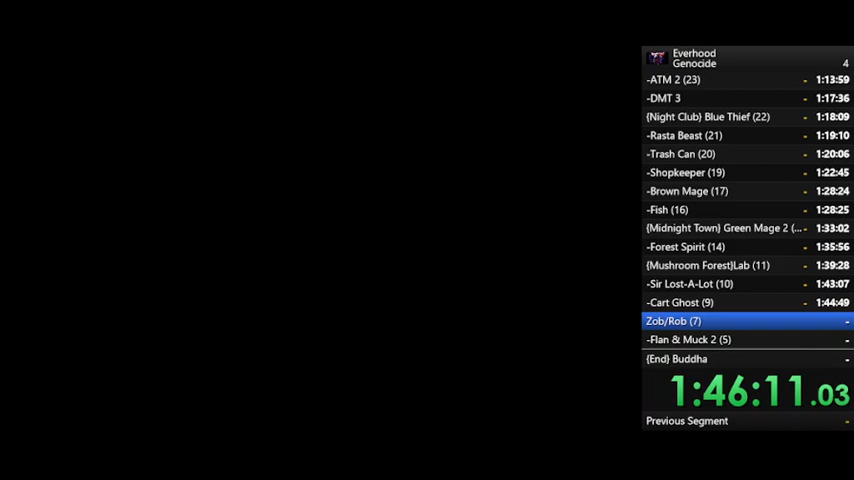 Everhood
Genocide 4
-ATM 2 (23) - 1:13:59
-DMT 3 - 1:17:36
{Night Club} Blue Thief (22) - 1:18:09
-Rasta Beast (21) - 1:19:10
-Trash Can (20) - 1:20:06
-Shopkeeper (19) - 1:22:45
-Brown Mage (17) - 1:28:24
-Fish (16) - 1:28:25
{Midnight Town} Green Mage 2 (... - 1:33:02
-Forest Spirit (14) - 1:35:56
{Mushroom Forest}Lab (11) - 1:39:28
-Sir Lost-A-Lot (10) - 1:43:07
-Cart Ghost (9) - 1:44:49
Zob/Rob (7) -
-Flan & Muck 2 (5) -
{End} Buddha -
1:46:11.03
Previous Segment -